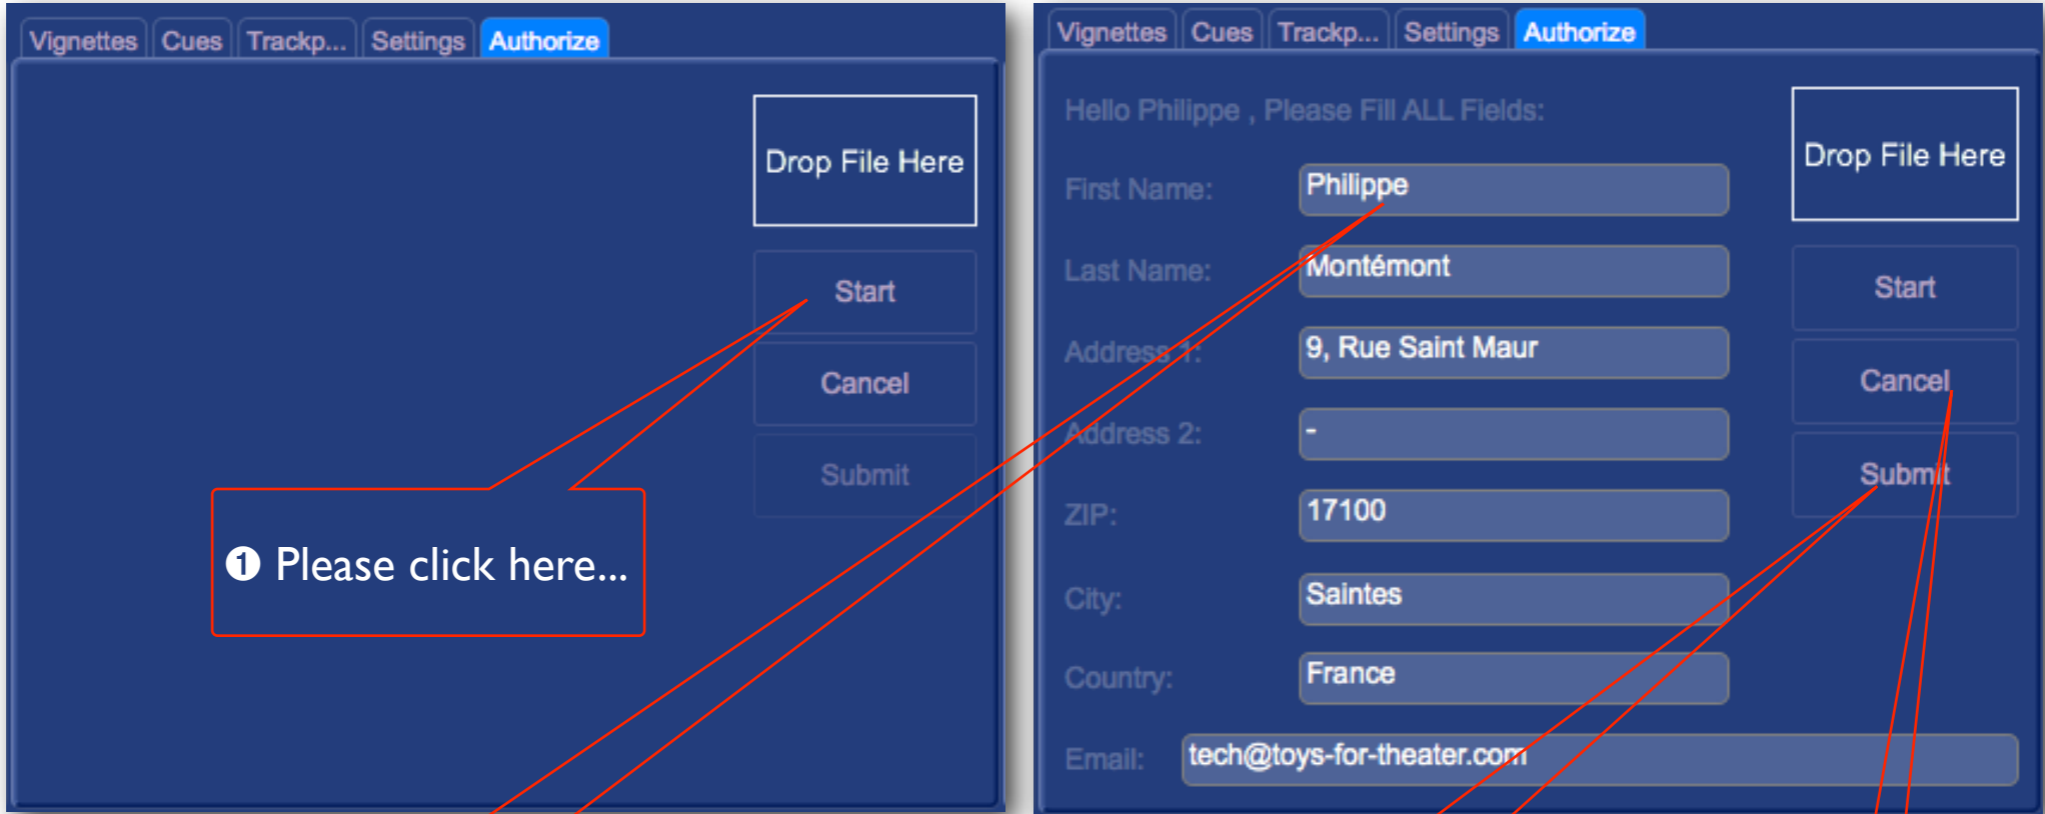 Vignettes Cues Trackp... Settings Authorize
Drop File Here
Start
Cancel
Submit
❶ Please click here...
Vignettes Cues Trackp... Settings Authorize
Hello Philippe , Please Fill ALL Fields:
Drop File Here
First Name: Philippe
Last Name: Montémont
Start
Address 1: 9, Rue Saint Maur
Cancel
Address 2: -
Submit
ZIP: 17100
City: Saintes
Country: France
Email: tech@toys-for-theater.com